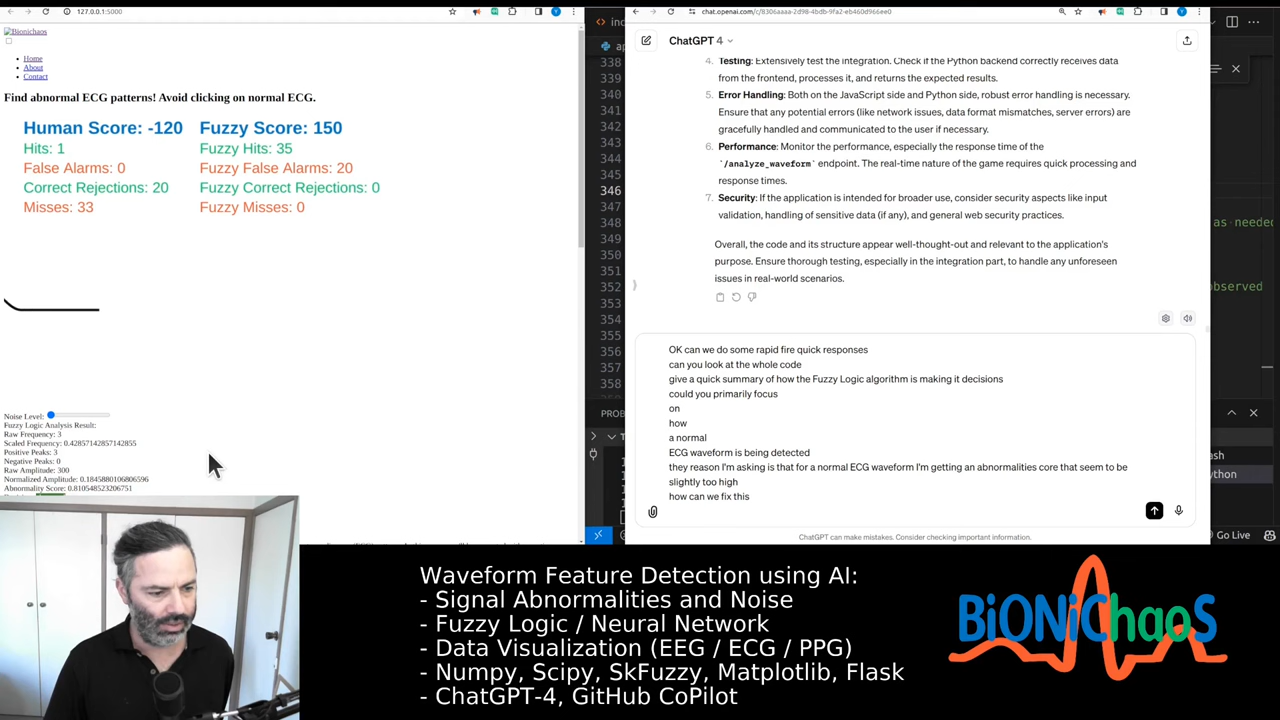 127.0.0.1:5000
Bionichaos
Home
About
Contact
Find abnormal ECG patterns! Avoid clicking on normal ECG.
Human Score: -120 Fuzzy Score: 150
Hits: 1 Fuzzy Hits: 35
False Alarms: 0 Fuzzy False Alarms: 20
Correct Rejections: 20 Fuzzy Correct Rejections: 0
Misses: 33 Fuzzy Misses: 0
Noise Level:
Fuzzy Logic Analysis Result:
Raw Frequency: 3
Scaled Frequency: 0.42857142857142855
Positive Peaks: 3
Negative Peaks: 0
Raw Amplitude: 300
Normalized Amplitude: 0.1845880106806596
Abnormality Score: 0.810548523206751
338
339
340
341
342
343
344
345
346
347
348
349
350
351
352
353
354
355
356
357
358
PROB
chat.openai.com/c/8306aaaa-2d98-4bdb-9fa2-eb460d966ee0
ChatGPT 4
4. Testing: Extensively test the integration. Check if the Python backend correctly receives data
from the frontend, processes it, and returns the expected results.
5. Error Handling: Both on the JavaScript side and Python side, robust error handling is necessary.
Ensure that any potential errors (like network issues, data format mismatches, server errors) are
gracefully handled and communicated to the user if necessary.
6. Performance: Monitor the performance, especially the response time of the
`/analyze_waveform` endpoint. The real-time nature of the game requires quick processing and
response times.
7. Security: If the application is intended for broader use, consider security aspects like input
validation, handling of sensitive data (if any), and general web security practices.
Overall, the code and its structure appear well-thought-out and relevant to the application's
purpose. Ensure thorough testing, especially in the integration part, to handle any unforeseen
issues in real-world scenarios.
OK can we do some rapid fire quick responses
can you look at the whole code
give a quick summary of how the Fuzzy Logic algorithm is making it decisions
could you primarily focus
on
how
a normal
ECG waveform is being detected
they reason I'm asking is that for a normal ECG waveform I'm getting an abnormalities core that seem to be
slightly too high
how can we fix this
ChatGPT can make mistakes. Consider checking important information.
as needed
observed
ash
ython
Go Live
Waveform Feature Detection using AI:
- Signal Abnormalities and Noise
- Fuzzy Logic / Neural Network
- Data Visualization (EEG / ECG / PPG)
- Numpy, Scipy, SkFuzzy, Matplotlib, Flask
- ChatGPT-4, GitHub CoPilot
BiONiChaoS